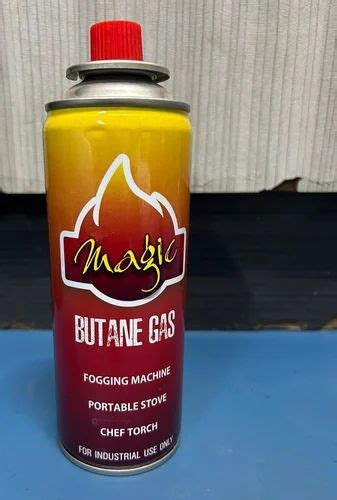 Magic
BUTANE GAS
FOGGING MACHINE
PORTABLE STOVE
CHEF TORCH
FOR INDUSTRIAL USE ONLY